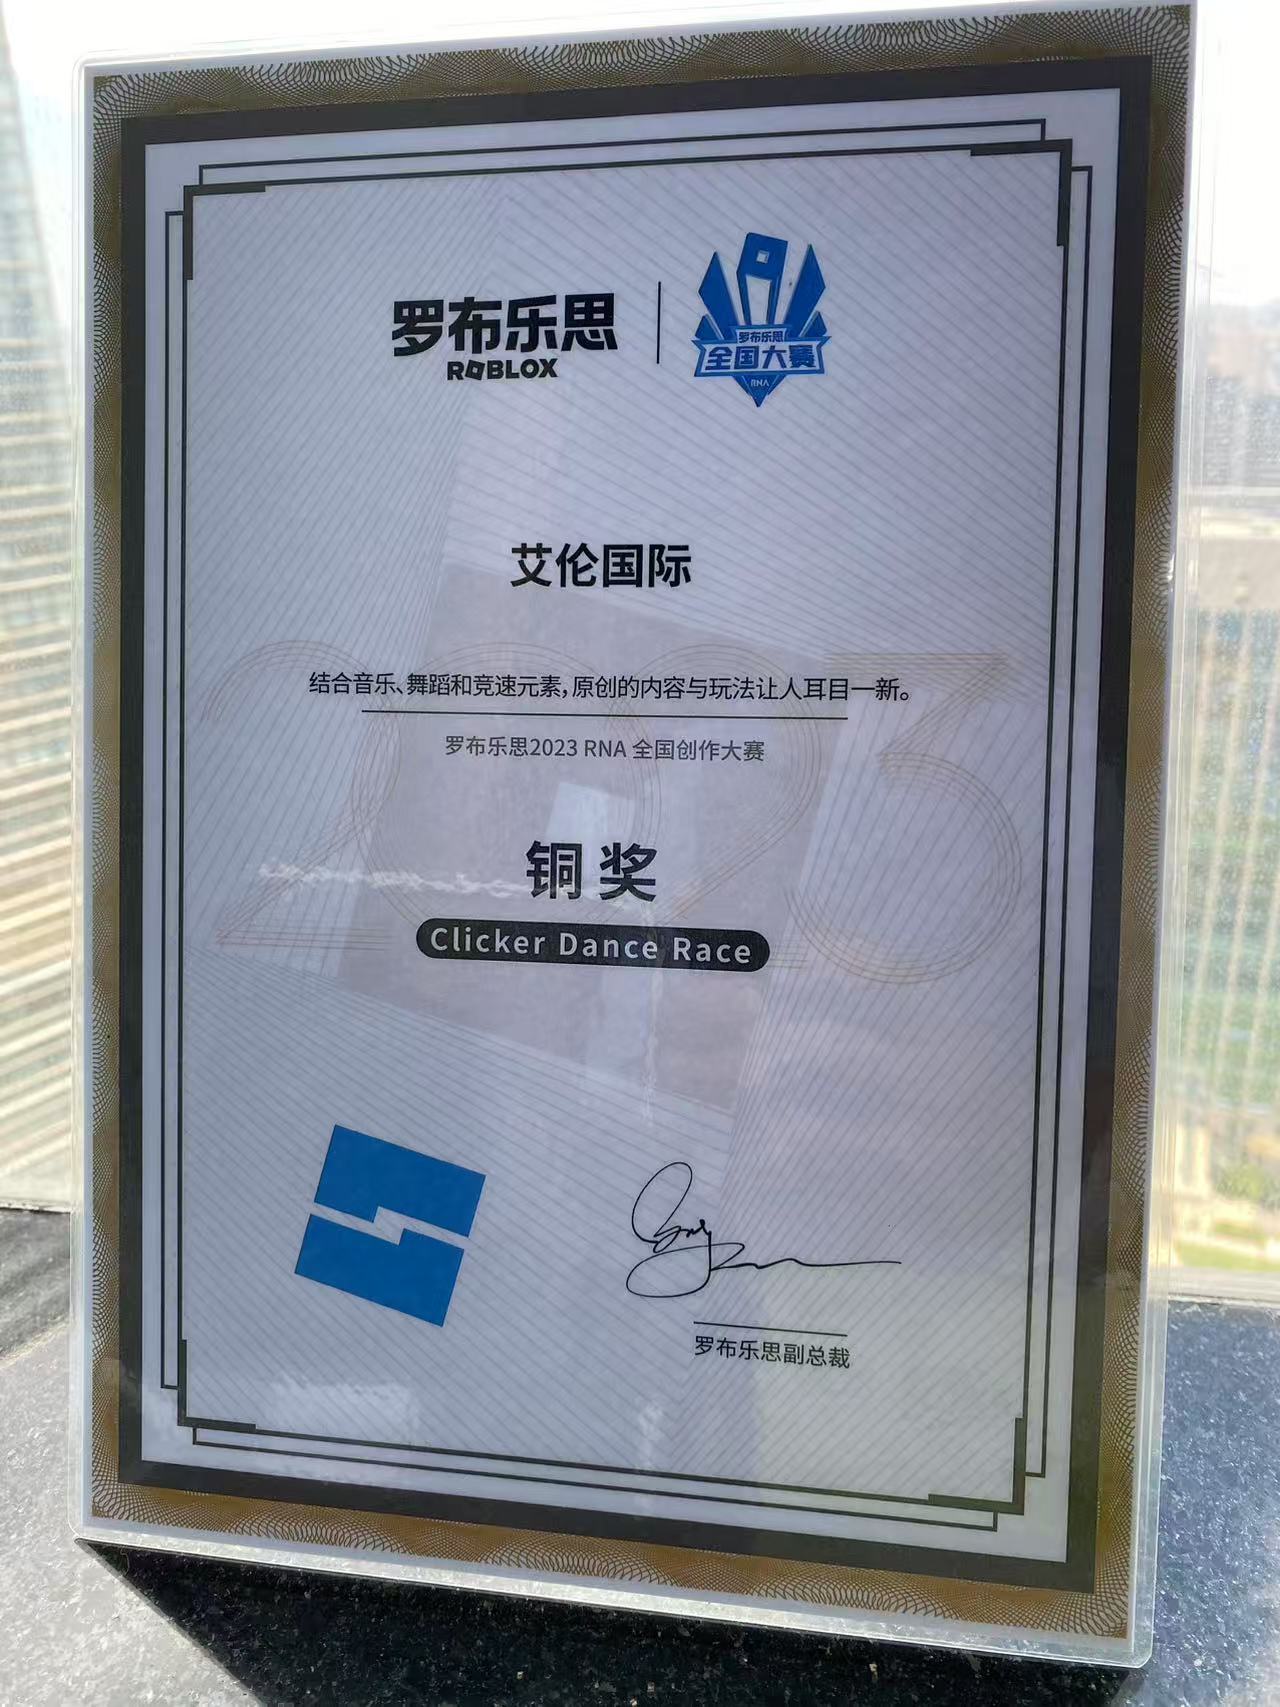 罗布乐思
ROBLOX
罗布乐思
全国大赛
RNA
艾伦国际
2023
结合音乐、舞蹈和竞速元素，原创的内容与玩法让人耳目一新。
罗布乐思2023 RNA 全国创作大赛
铜奖
Clicker Dance Race
罗布乐思副总裁